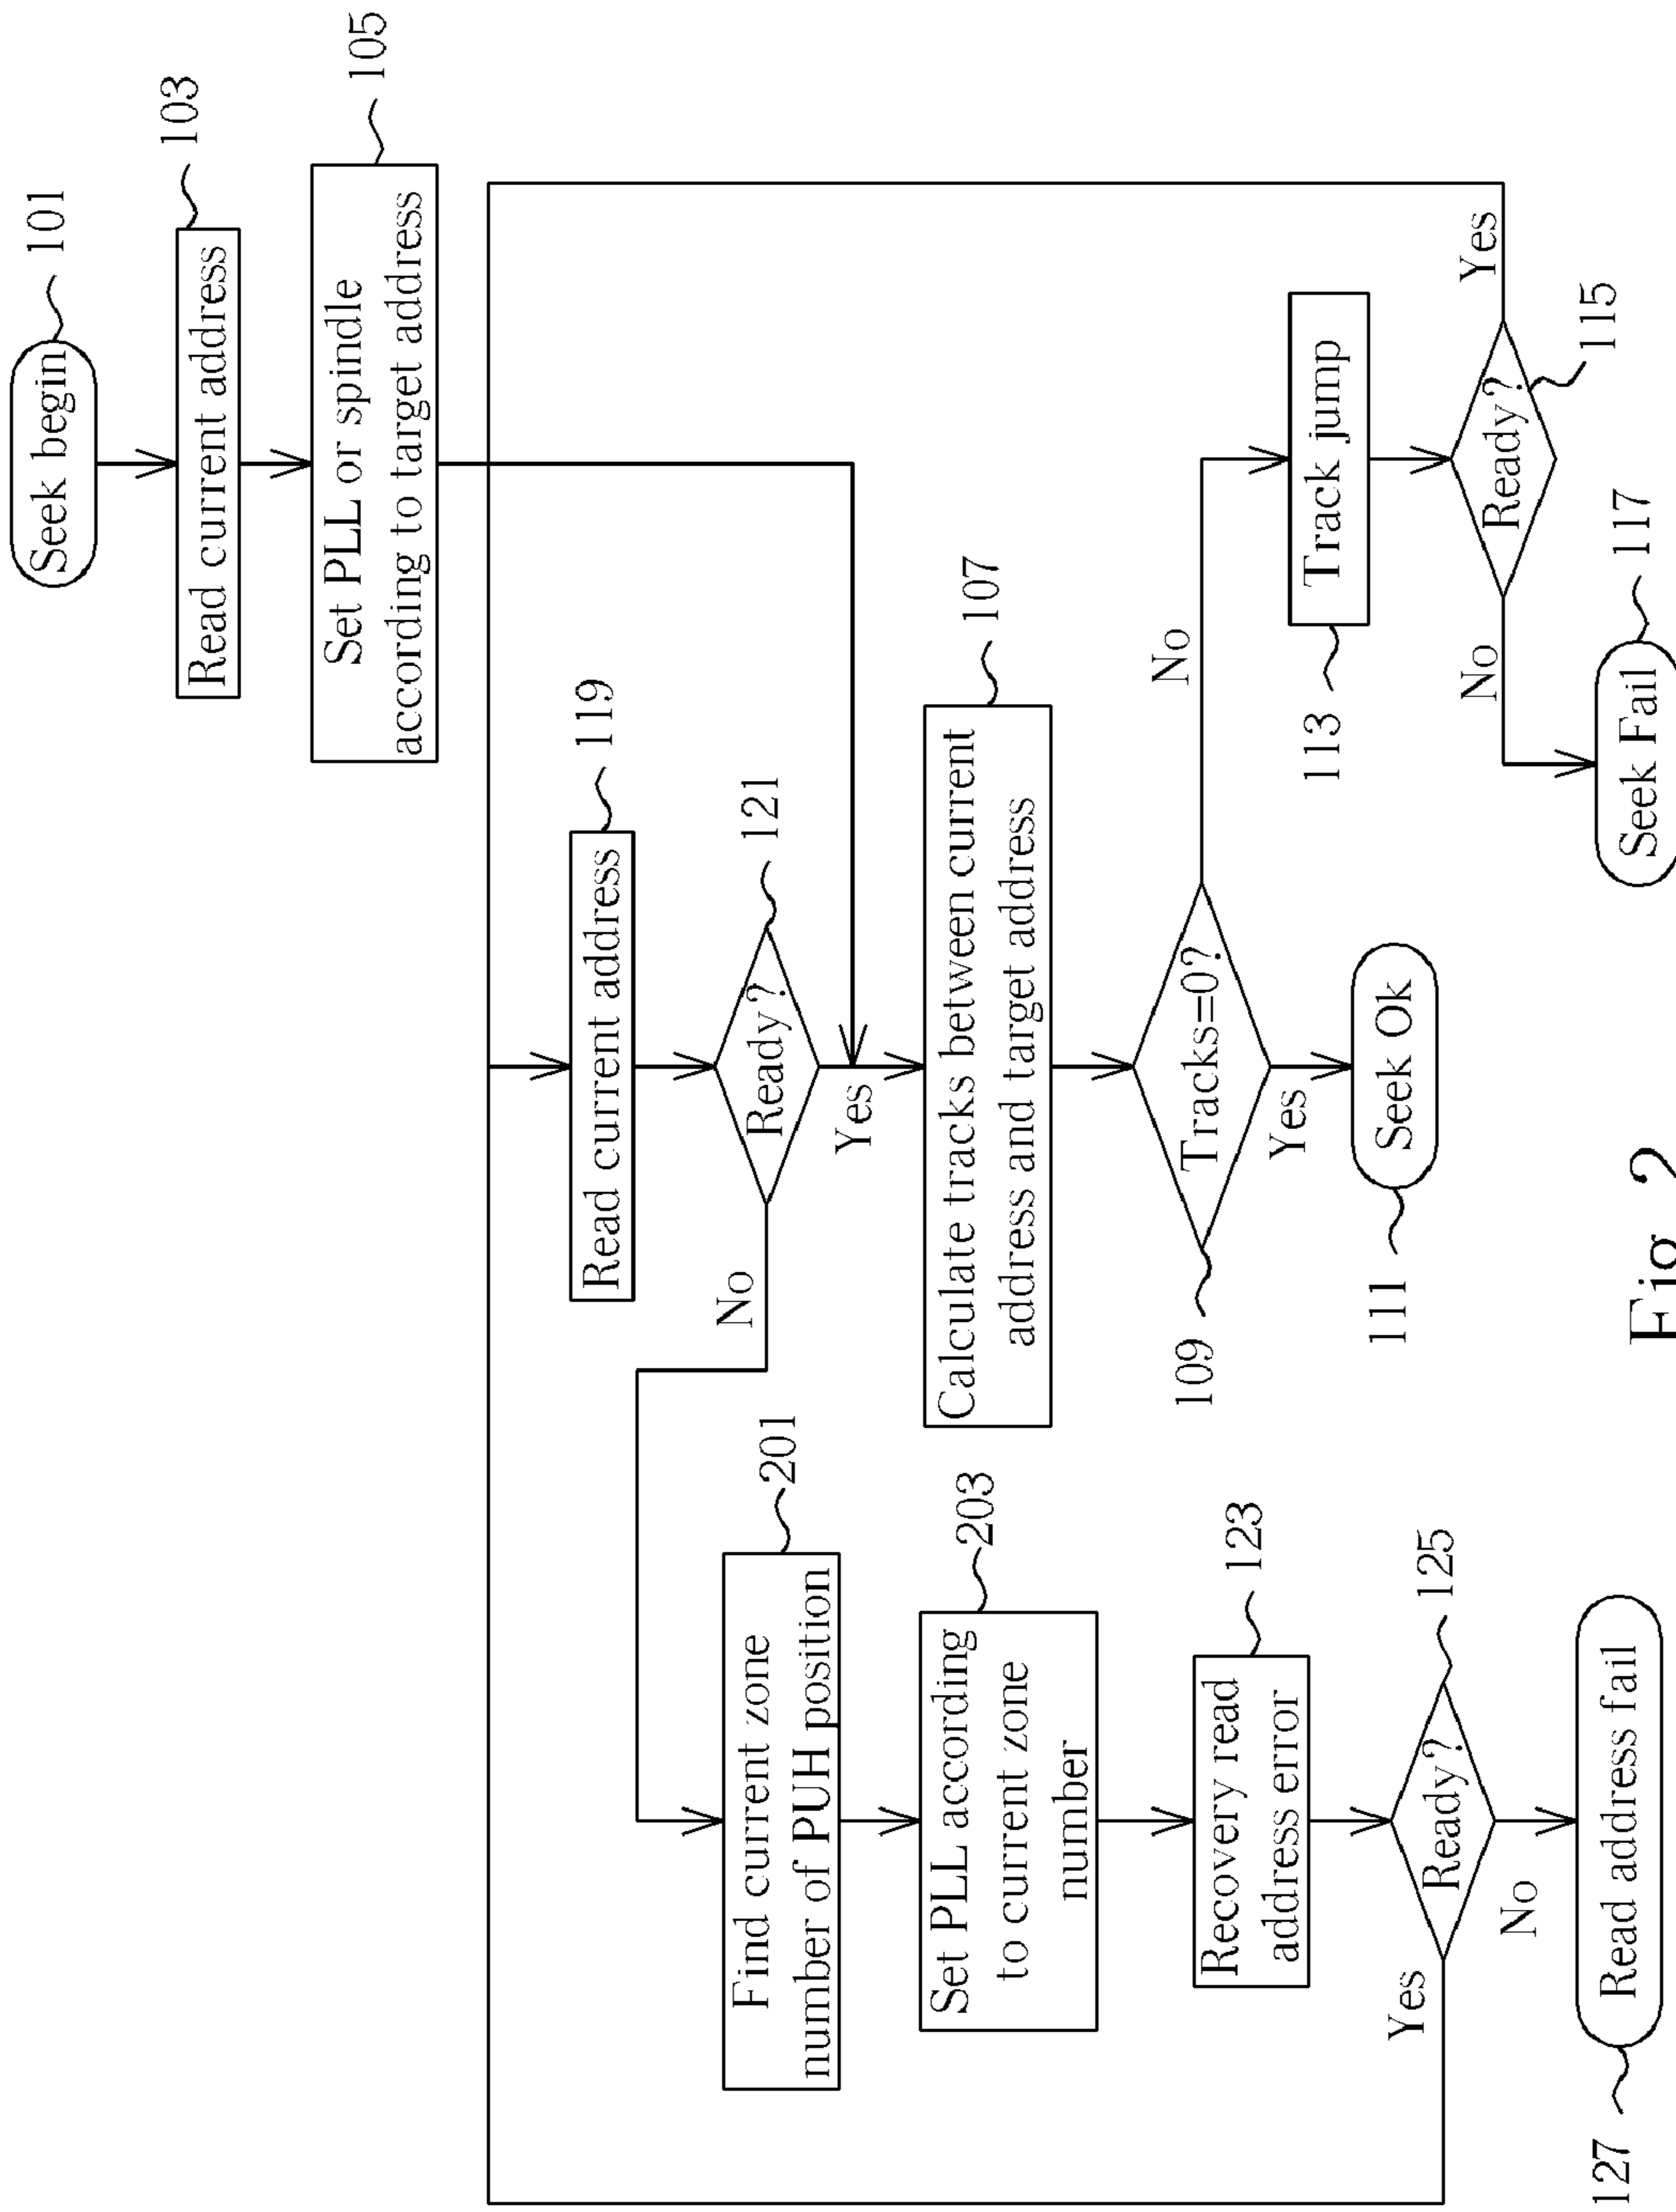 Seek begin
101
Read current address
103
Set PLL or spindle
according to target address
105
Read current address
119
Ready?
121
No
Yes
Find current zone
number of PUH position
201
Set PLL according
to current zone
number
203
Recovery read
address error
123
Ready?
125
Yes
No
Read address fail
127
Calculate tracks between current
address and target address
107
Tracks=0?
109
No
Yes
Seek Ok
111
Track jump
113
Ready?
115
Yes
No
Seek Fail
117
Fig. 2